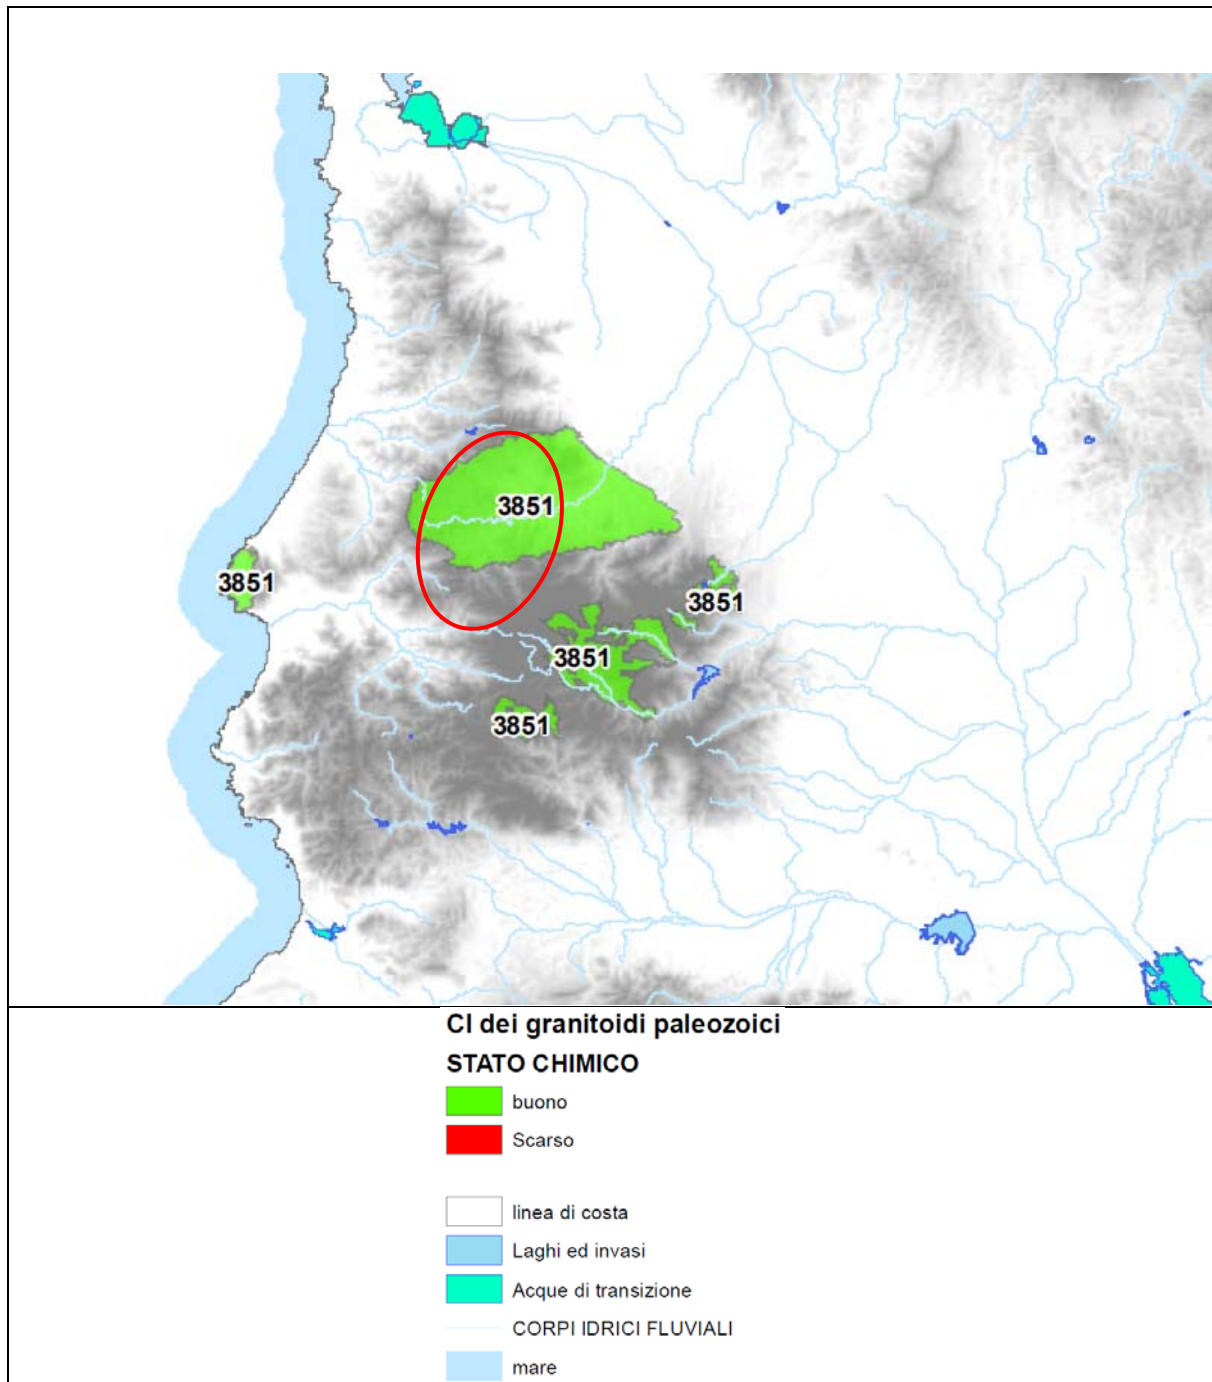 3851
3851
3851
3851
3851
CI dei granitoidi paleozoici
STATO CHIMICO
buono
Scarso
linea di costa
Laghi ed invasi
Acque di transizione
CORPI IDRICI FLUVIALI
mare